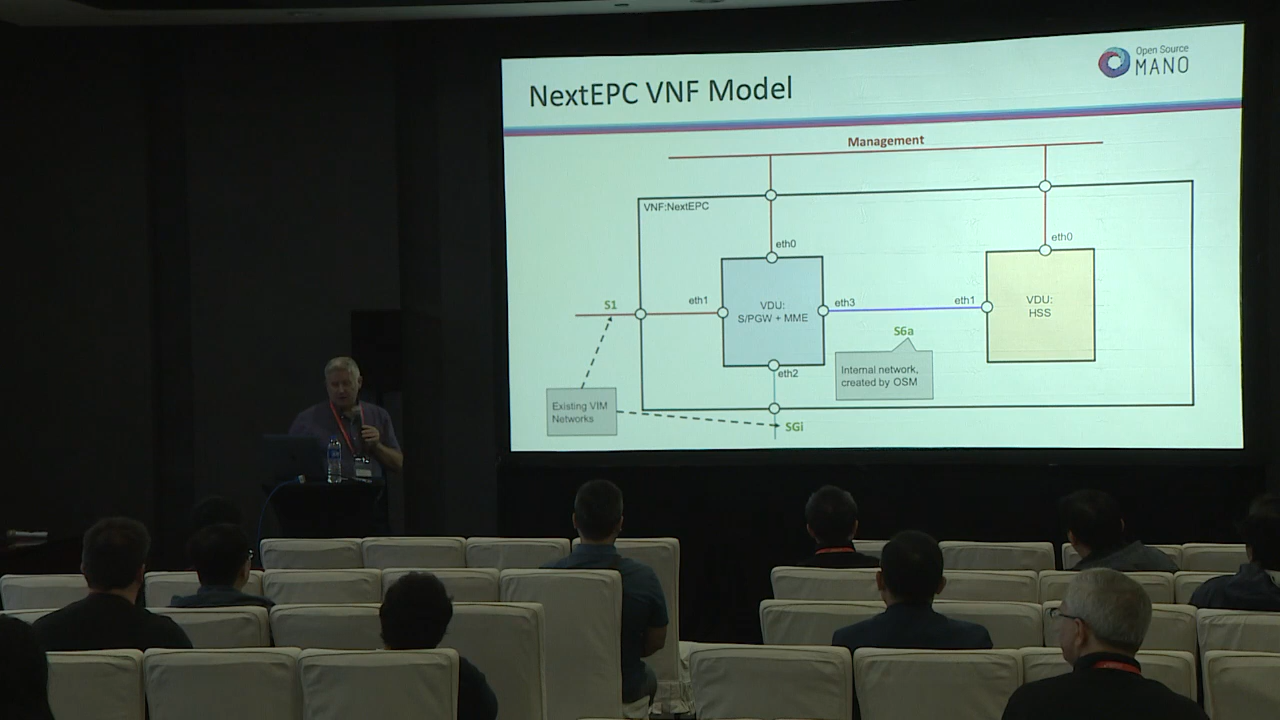 NextEPC VNF Model
Open Source
MANO
Management
VNF:NextEPC
eth0
eth0
S1
eth1
VDU:
S/PGW + MME
eth3
eth1
VDU:
HSS
S6a
eth2
Internal network,
created by OSM
Existing VIM
Networks
SGi